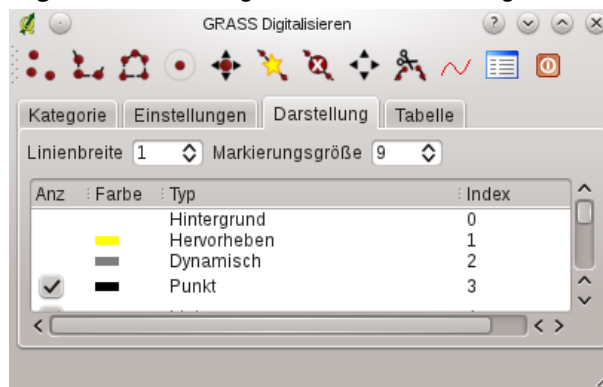 GRASS Digitalisieren
Kategorie Einstellungen Darstellung Tabelle
Linienbreite 1 Markierungsgröße 9
Anz Farbe Typ Index
Hintergrund 0
Hervorheben 1
Dynamisch 2
Punkt 3